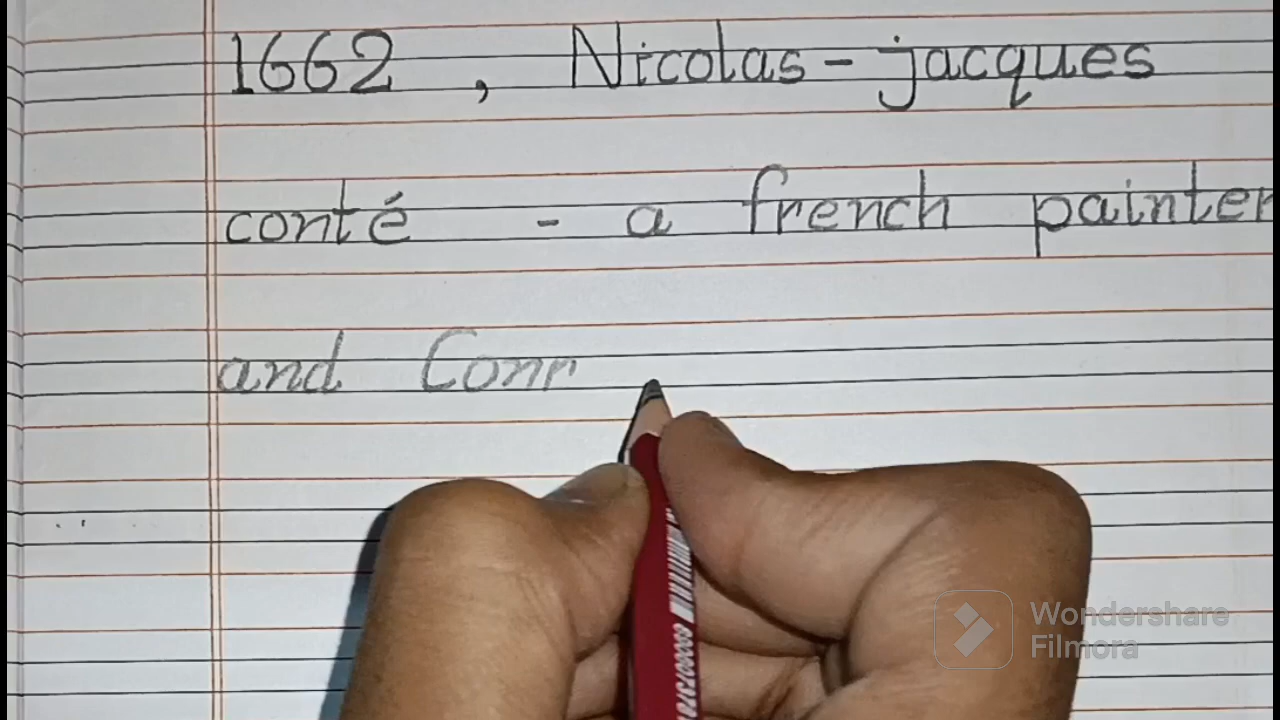 1662 , Nicolas - jacques
conté - a french painter
and Conr
Wondershare
Filmora